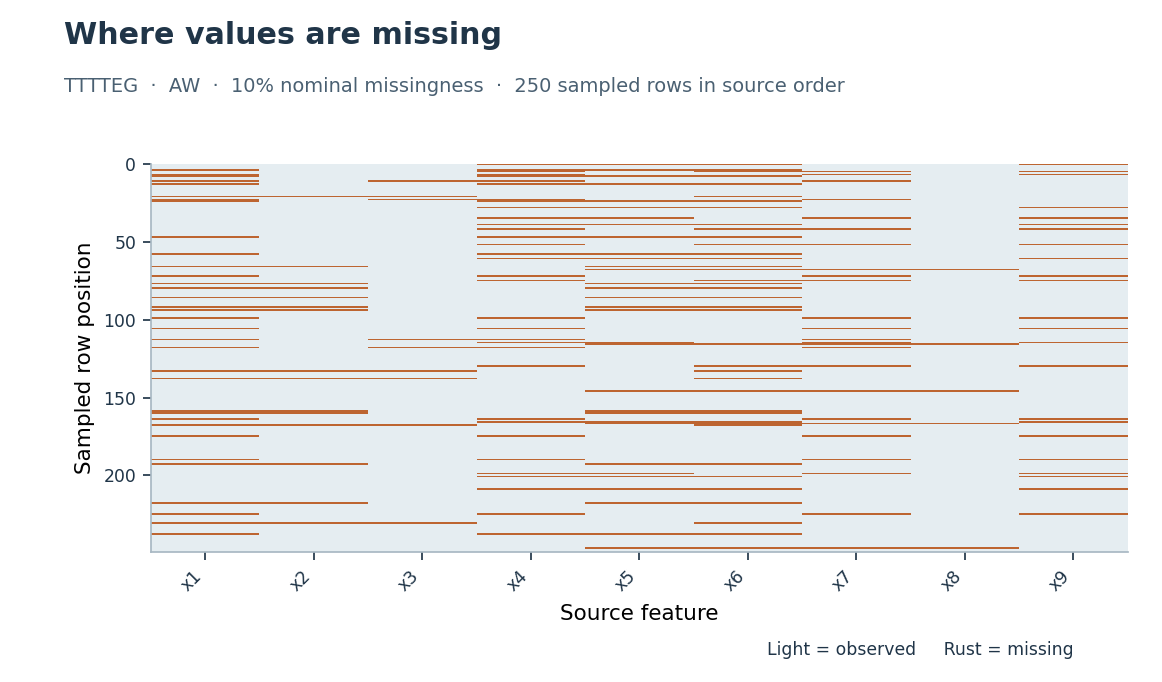 Where values are missing
TTTTEG · AW · 10% nominal missingness · 250 sampled rows in source order
0
50
100
150
200
Sampled row position
x1 x2 x3 x4 x5 x6 x7 x8 x9
Source feature
Light = observed Rust = missing